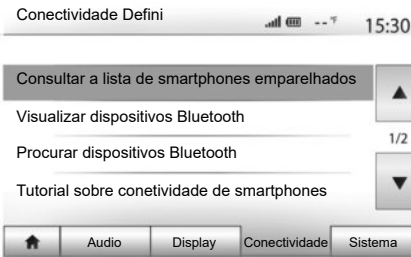 Conectividade Defini
-- °F 15:30
Consultar a lista de smartphones emparelhados
Visualizar dispositivos Bluetooth
1/2
Procurar dispositivos Bluetooth
Tutorial sobre conetividade de smartphones
Audio Display Conectividade Sistema